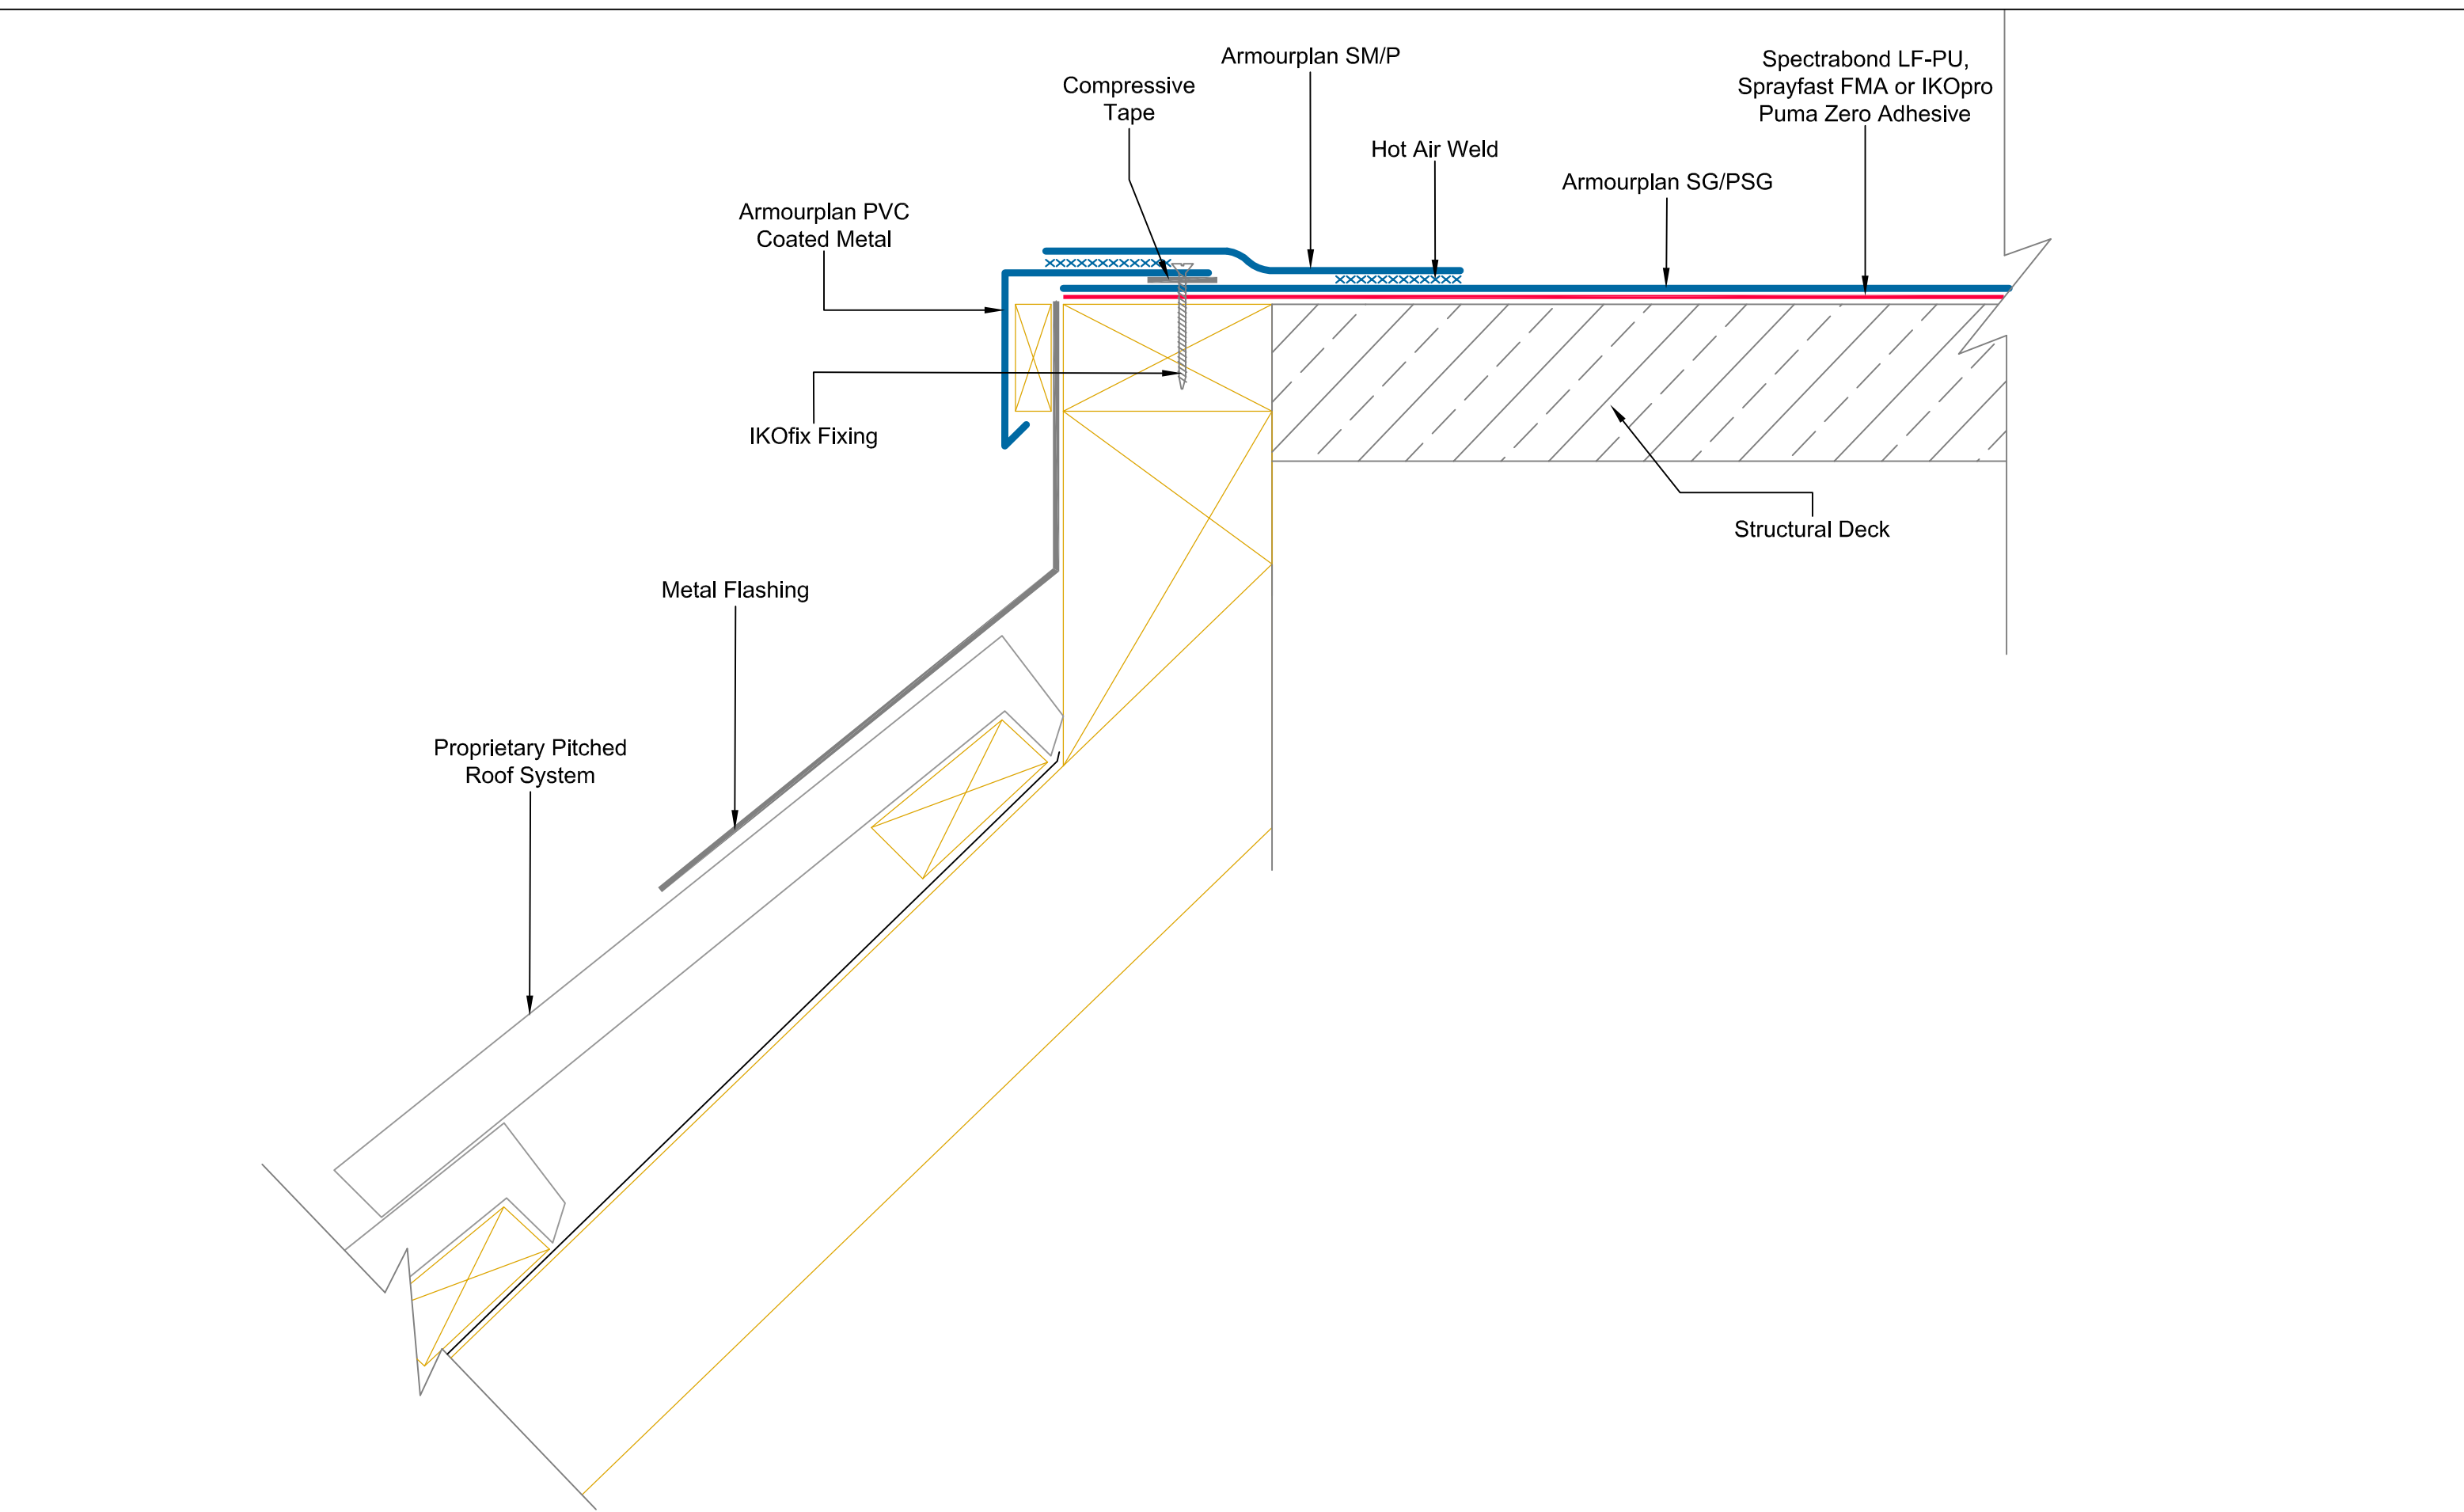 Armourplan SM/P
Spectrabond LF-PU,
Sprayfast FMA or IKOpro
Puma Zero Adhesive
Compressive
Tape
Hot Air Weld
Armourplan SG/PSG
Armourplan PVC
Coated Metal
IKOfix Fixing
Structural Deck
Metal Flashing
Proprietary Pitched
Roof System